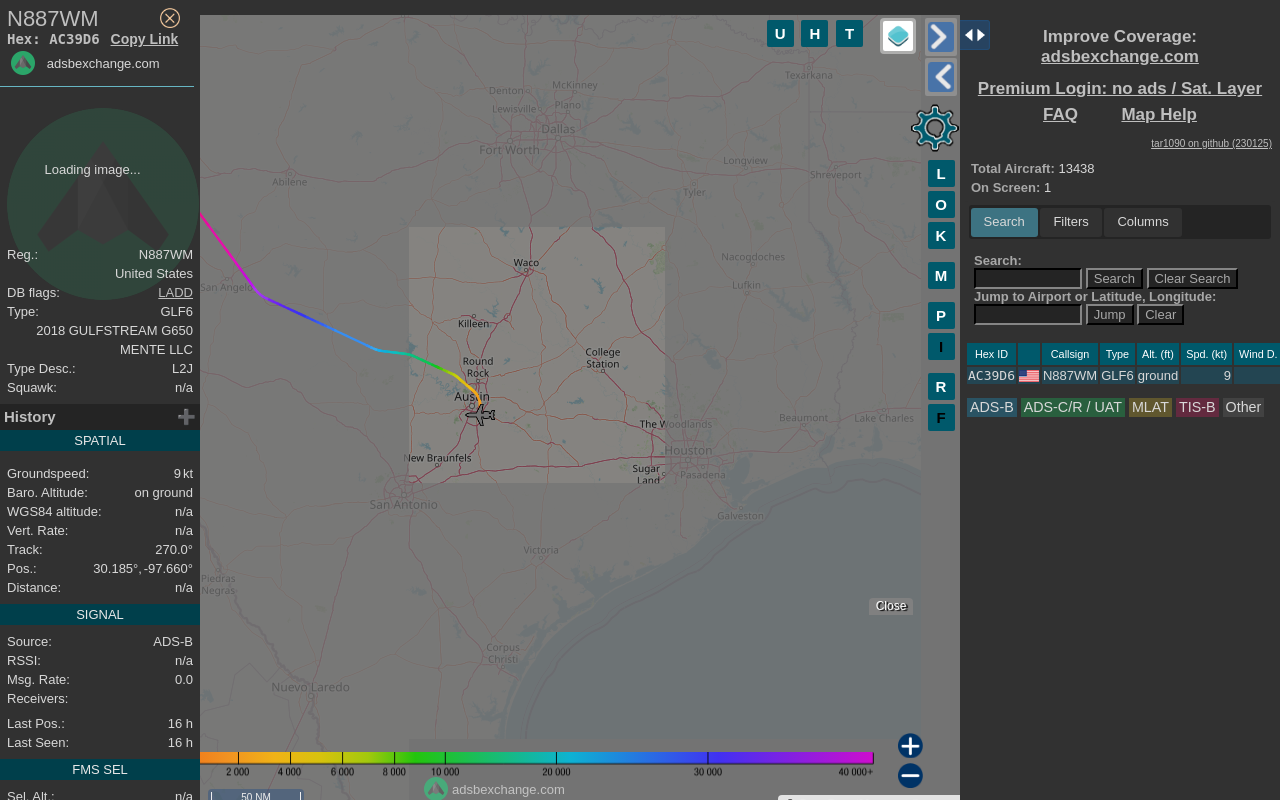 N887WM
Hex: AC39D6 Copy Link
adsbexchange.com
Loading image...
Reg.: N887WM
United States
DB flags: LADD
Type: GLF6
2018 GULFSTREAM G650
MENTE LLC
Type Desc.: L2J
Squawk: n/a
History
SPATIAL
Groundspeed: 9 kt
Baro. Altitude: on ground
WGS84 altitude: n/a
Vert. Rate: n/a
Track: 270.0°
Pos.: 30.185°, -97.660°
Distance: n/a
SIGNAL
Source: ADS-B
RSSI: n/a
Msg. Rate: 0.0
Receivers:
Last Pos.: 16 h
Last Seen: 16 h
FMS SEL
Sel. Alt.: n/a
U H T
Texarkana
Denton
McKinney
Lewisville
Plano
Dallas
Fort Worth
Longview
Shreveport
Abilene
Tyler
Nacogdoches
Waco
San Angelo
Lufkin
Killeen
College
Station
Round
Rock
Austin
The Woodlands
Beaumont
Lake Charles
New Braunfels
Houston
Sugar
Land
Pasadena
San Antonio
Galveston
Victoria
Piedras
Negras
Corpus
Christi
Nuevo Laredo
Close
L
O
K
M
P
I
R
F
2 000 4 000 6 000 8 000 10 000 20 000 30 000 40 000+
adsbexchange.com
50 NM
Improve Coverage:
adsbexchange.com
Premium Login: no ads / Sat. Layer
FAQ Map Help
tar1090 on github (230125)
Total Aircraft: 13438
On Screen: 1
Search Filters Columns
Search:
Search Clear Search
Jump to Airport or Latitude, Longitude:
Jump Clear
Hex ID Callsign Type Alt. (ft) Spd. (kt) Wind D.
AC39D6 N887WM GLF6 ground 9
ADS-B ADS-C/R / UAT MLAT TIS-B Other